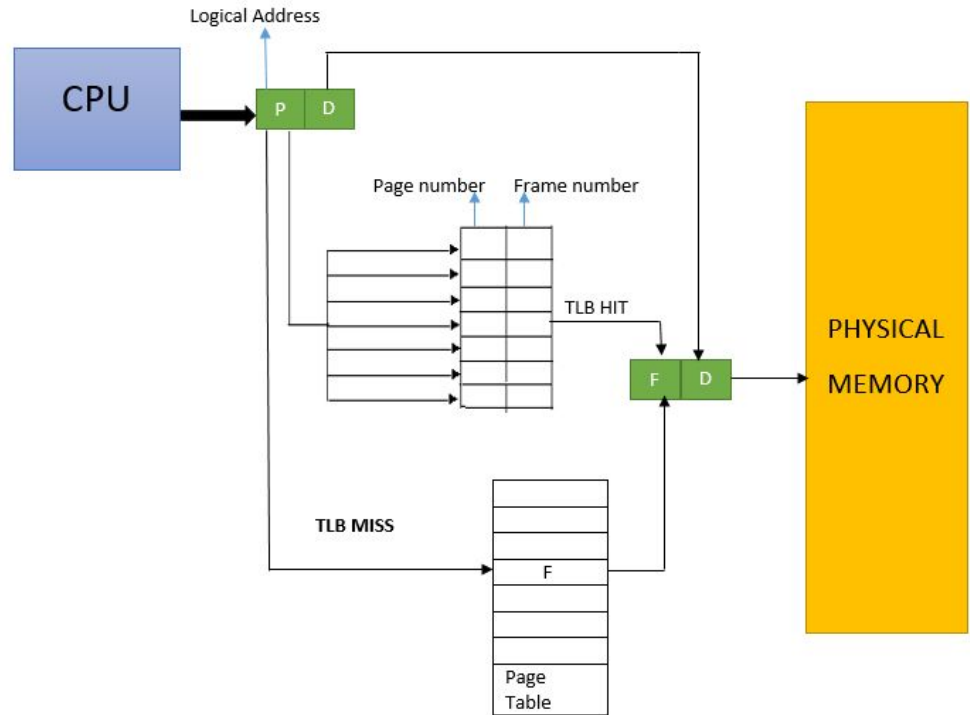 Logical Address
CPU
P D
Page number Frame number
TLB HIT
F D
PHYSICAL
MEMORY
TLB MISS
F
Page
Table